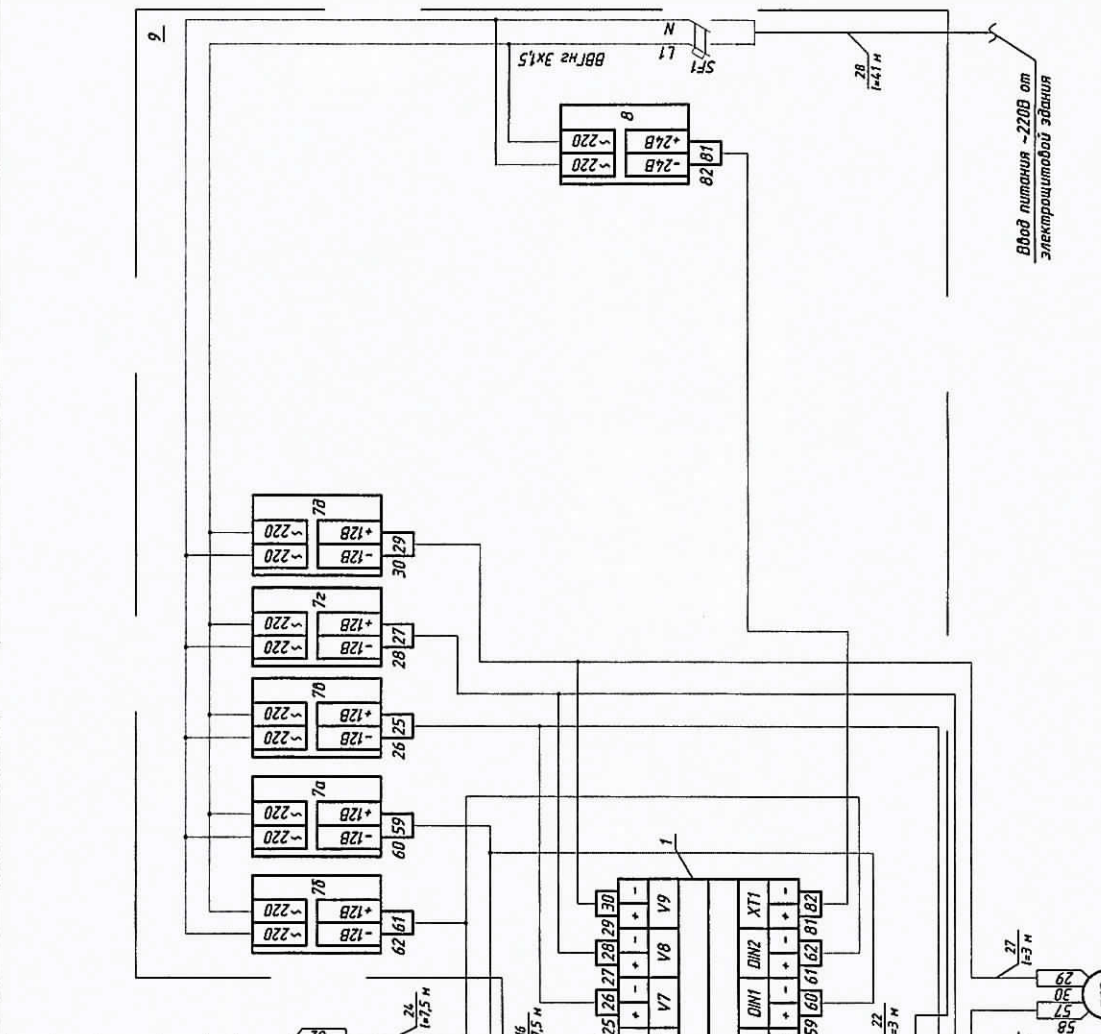 9
N
L1
SF1
ВВГнг 3х1,5
28
l=41 м
Ввод питания ~220В от
электрощитовой здания
8
~220
+24В
81
~220
-24В
82
7д
~220
+12В
29
~220
-12В
30
7г
~220
+12В
27
~220
-12В
28
7в
~220
+12В
25
~220
-12В
26
7а
~220
+12В
59
~220
-12В
60
7б
~220
+12В
61
~220
-12В
62
1
30
-
29
+
V9
XT1
-
82
+
81
28
-
27
+
V8
DIN2
-
62
+
61
26
-
25
+
V7
DIN1
-
60
+
59
24
l=7,5 м
22
27
l=3 м
29
30
57
58